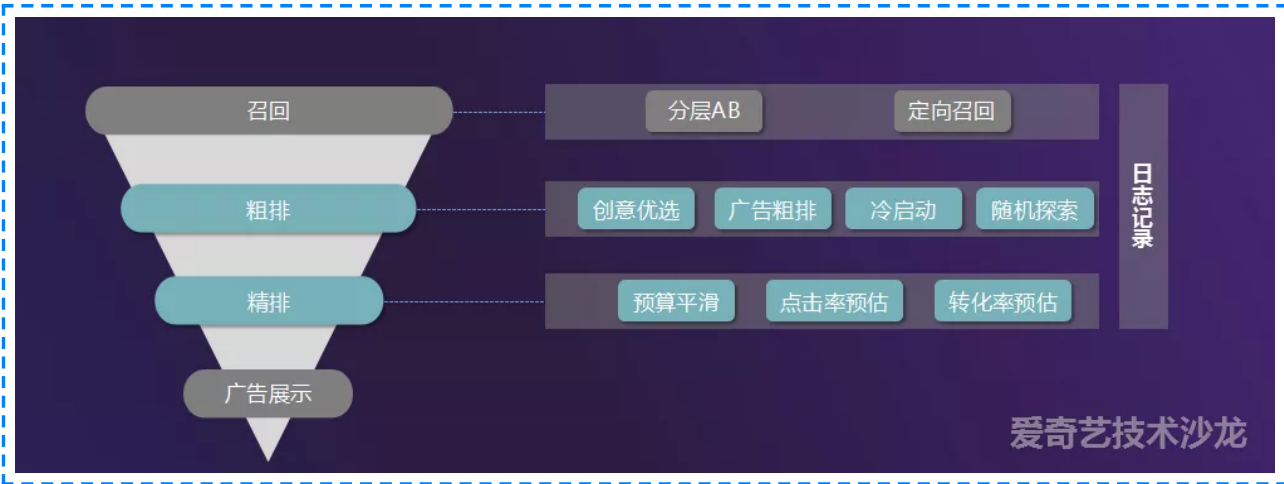 召回
分层AB
定向召回
粗排
创意优选
广告粗排
冷启动
随机探索
精排
预算平滑
点击率预估
转化率预估
广告展示
日志记录
爱奇艺技术沙龙